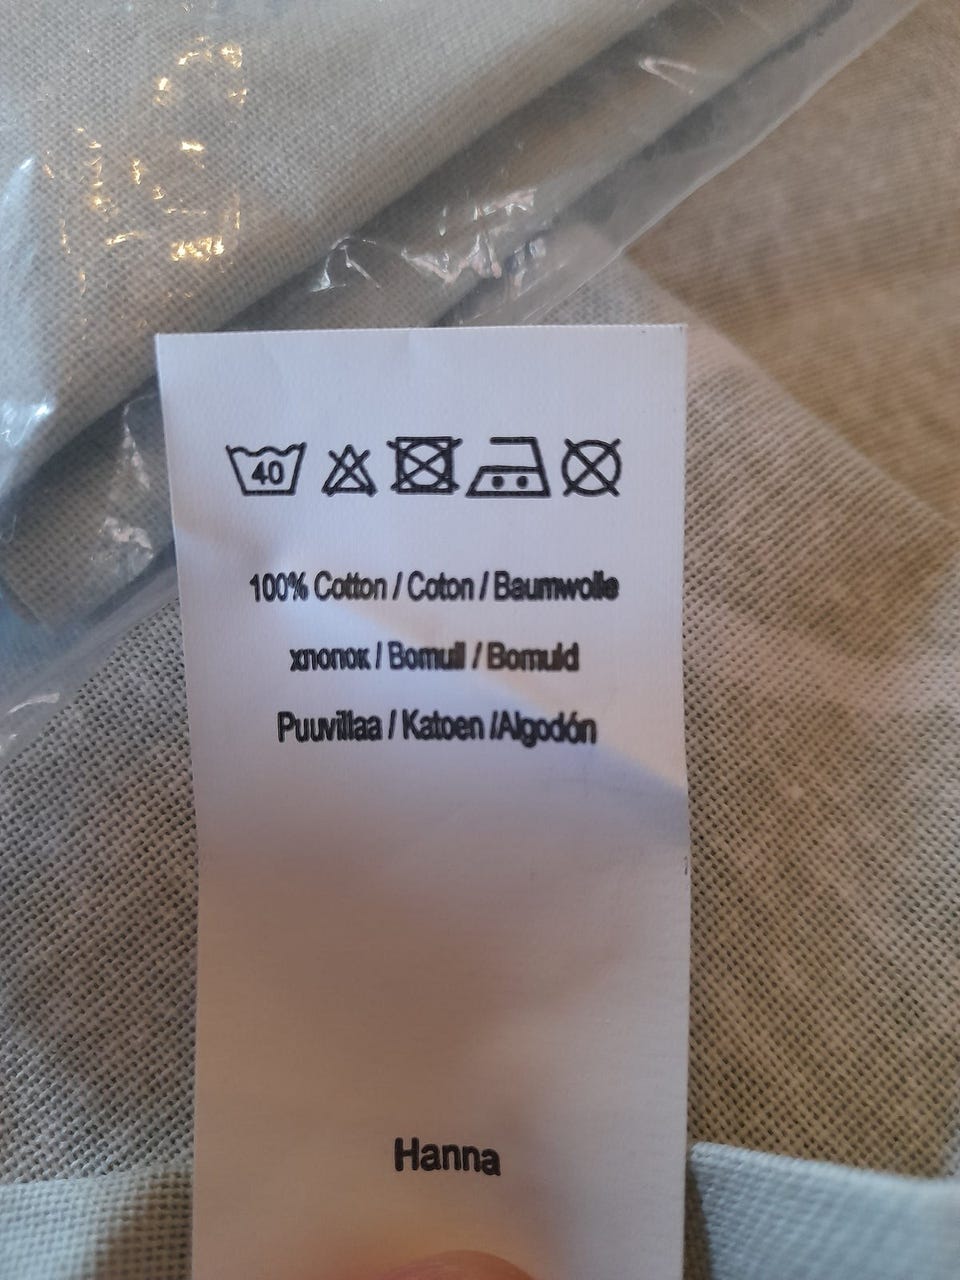 40
100% Cotton / Coton / Baumwolle
хлопок / Bomull / Bomuld
Puuvillaa / Katoen /Algodón
Hanna